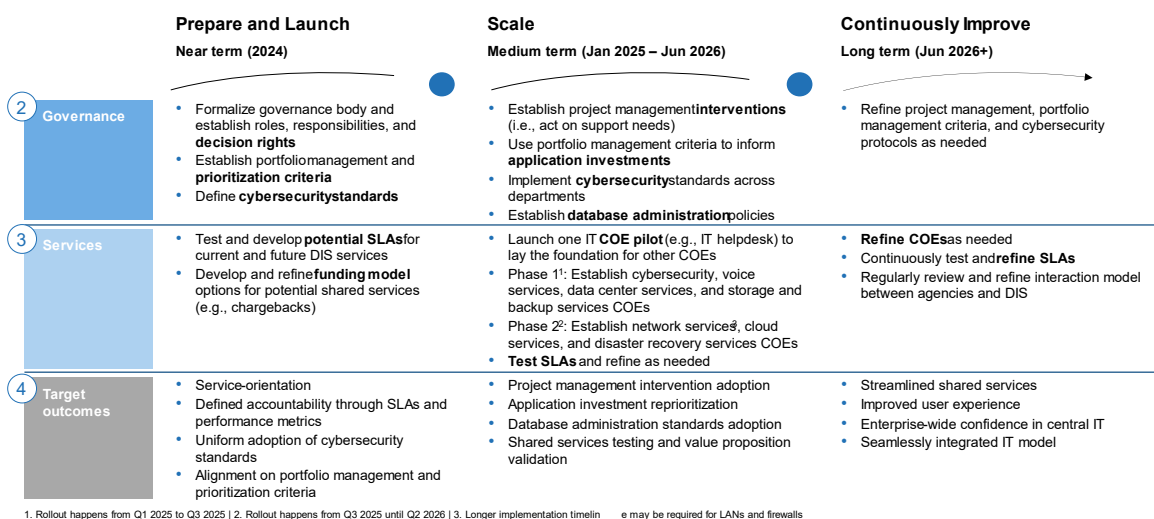 Prepare and Launch
Near term (2024)
Scale
Medium term (Jan 2025 – Jun 2026)
Continuously Improve
Long term (Jun 2026+)
2
Governance
• Formalize governance body and
establish roles, responsibilities, and
decision rights
• Establish portfolio management and
prioritization criteria
• Define cybersecurity standards
• Establish project management interventions
(i.e., act on support needs)
• Use portfolio management criteria to inform
application investments
• Implement cybersecurity standards across
departments
• Establish database administration policies
• Refine project management, portfolio
management criteria, and cybersecurity
protocols as needed
3
Services
• Test and develop potential SLAs for
current and future DIS services
• Develop and refine funding model
options for potential shared services
(e.g., chargebacks)
• Launch one IT COE pilot (e.g., IT helpdesk) to
lay the foundation for other COEs
• Phase 1¹: Establish cybersecurity, voice
services, data center services, and storage and
backup services COEs
• Phase 2²: Establish network services³, cloud
services, and disaster recovery services COEs
• Test SLAs and refine as needed
• Refine COEs as needed
• Continuously test and refine SLAs
• Regularly review and refine interaction model
between agencies and DIS
4
Target
outcomes
• Service-orientation
• Defined accountability through SLAs and
performance metrics
• Uniform adoption of cybersecurity
standards
• Alignment on portfolio management and
prioritization criteria
• Project management intervention adoption
• Application investment reprioritization
• Database administration standards adoption
• Shared services testing and value proposition
validation
• Streamlined shared services
• Improved user experience
• Enterprise-wide confidence in central IT
• Seamlessly integrated IT model
1. Rollout happens from Q1 2025 to Q3 2025 | 2. Rollout happens from Q3 2025 until Q2 2026 | 3. Longer implementation timelin e may be required for LANs and firewalls